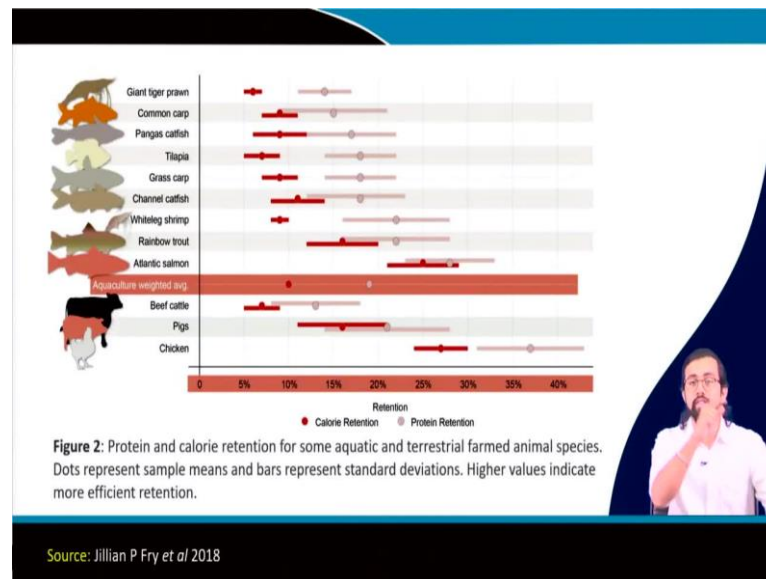 Giant tiger prawn
Common carp
Pangas catfish
Tilapia
Grass carp
Channel catfish
Whiteleg shrimp
Rainbow trout
Atlantic salmon
Aquaculture weighted avg.
Beef cattle
Pigs
Chicken
0 5% 10% 15% 20% 25% 30% 35% 40%
Retention
Calorie Retention Protein Retention
Figure 2: Protein and calorie retention for some aquatic and terrestrial farmed animal species.
Dots represent sample means and bars represent standard deviations. Higher values indicate
more efficient retention.
Source: Jillian P Fry et al 2018